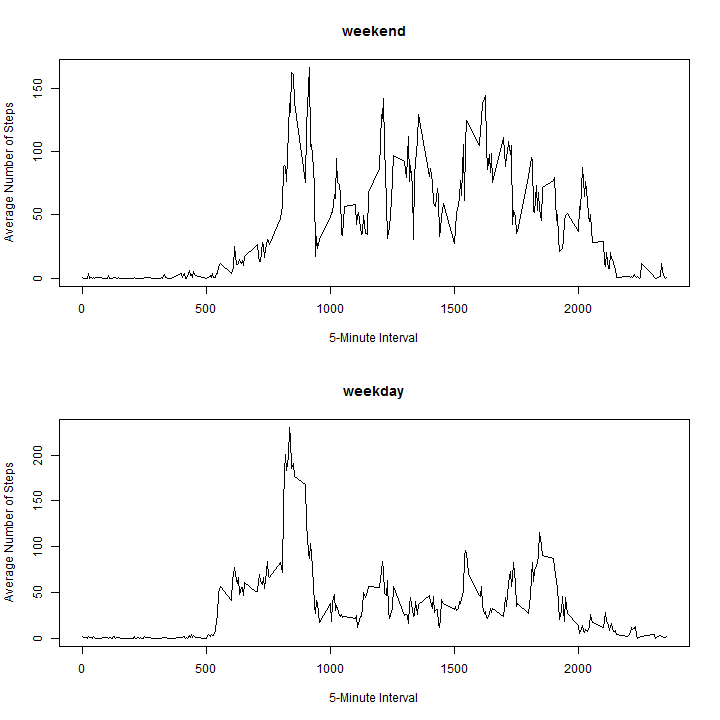 weekend
Average Number of Steps
0 50 100 150
0 500 1000 1500 2000
5-Minute Interval
weekday
Average Number of Steps
0 50 100 150 200
0 500 1000 1500 2000
5-Minute Interval